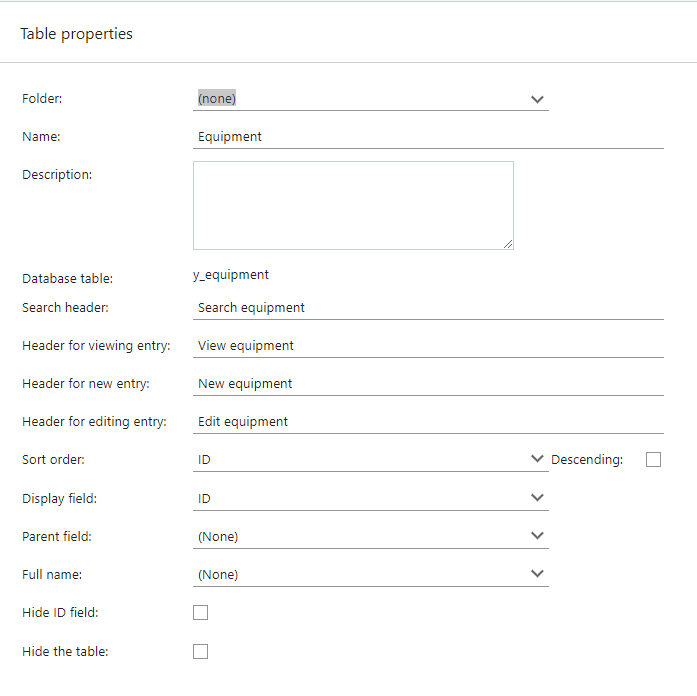 Table properties
Folder: (none)
Name: Equipment
Description:
Database table: y_equipment
Search header: Search equipment
Header for viewing entry: View equipment
Header for new entry: New equipment
Header for editing entry: Edit equipment
Sort order: ID Descending:
Display field: ID
Parent field: (None)
Full name: (None)
Hide ID field:
Hide the table: